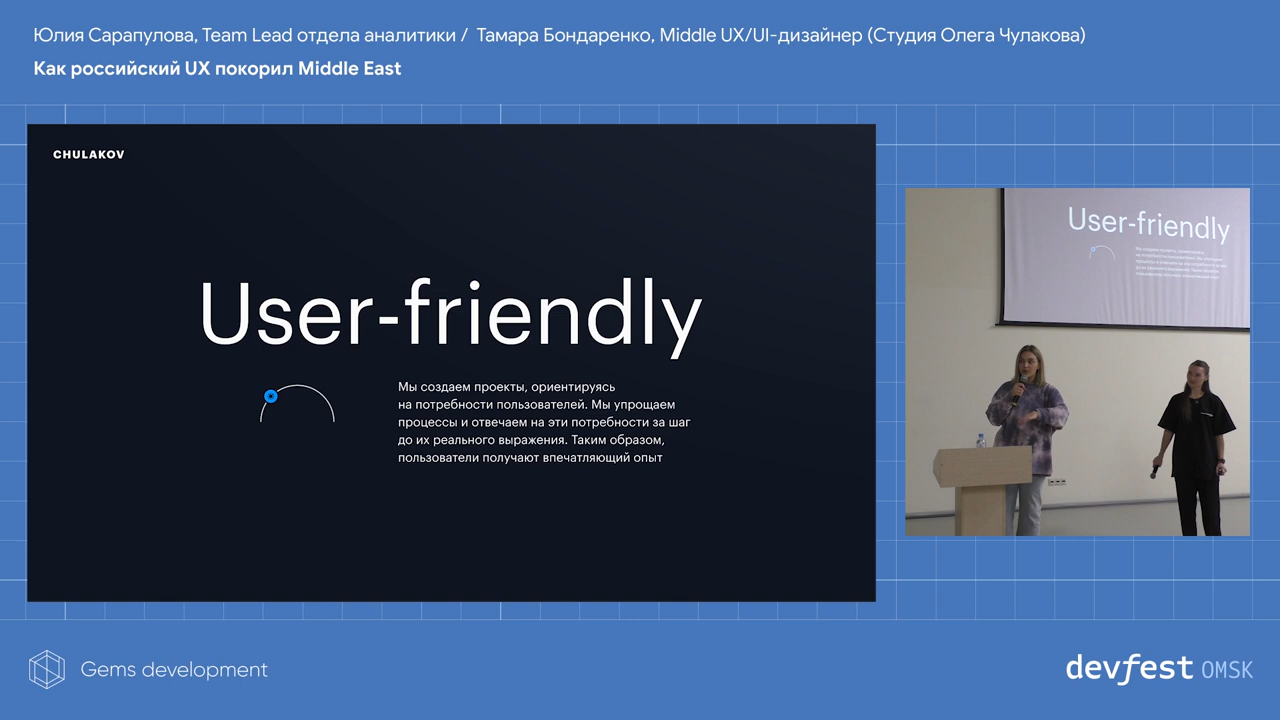 Юлия Сарапулова, Team Lead отдела аналитики / Тамара Бондаренко, Middle UX/UI-дизайнер (Студия Олега Чулакова)
Как российский UX покорил Middle East
CHULAKOV
User-friendly
Мы создаем проекты, ориентируясь
на потребности пользователей. Мы упрощаем
процессы и отвечаем на эти потребности за шаг
до их реального выражения. Таким образом,
пользователи получают впечатляющий опыт
User-friendly
Gems development
devfest OMSK